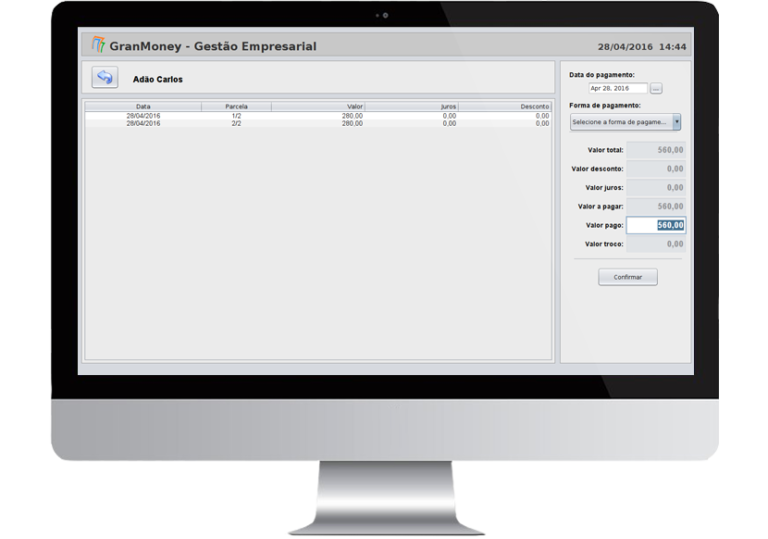 GranMoney - Gestão Empresarial
28/04/2016 14:44
Adão Carlos
Data Parcela Valor Juros Desconto
28/04/2016 1/2 280,00 0,00 0,00
28/04/2016 2/2 280,00 0,00 0,00
Data do pagamento:
Apr 28, 2016 ...
Forma de pagamento:
Selecione a forma de pagame...
Valor total: 560,00
Valor desconto: 0,00
Valor juros: 0,00
Valor a pagar: 560,00
Valor pago: 560,00
Valor troco: 0,00
Confirmar